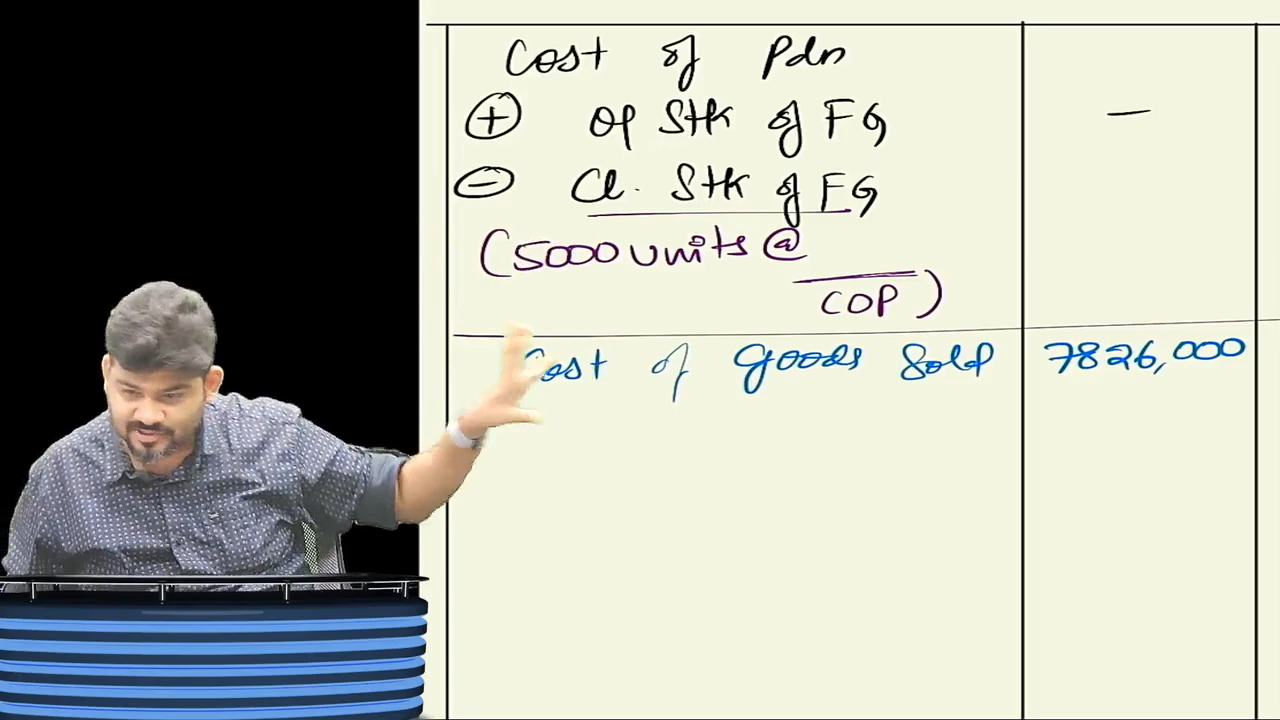 Cost of Pdn
+ Op Stk of FG —
- Cl. Stk of FG
(5000 units @
COP)
Cost of Goods Sold 7826,000